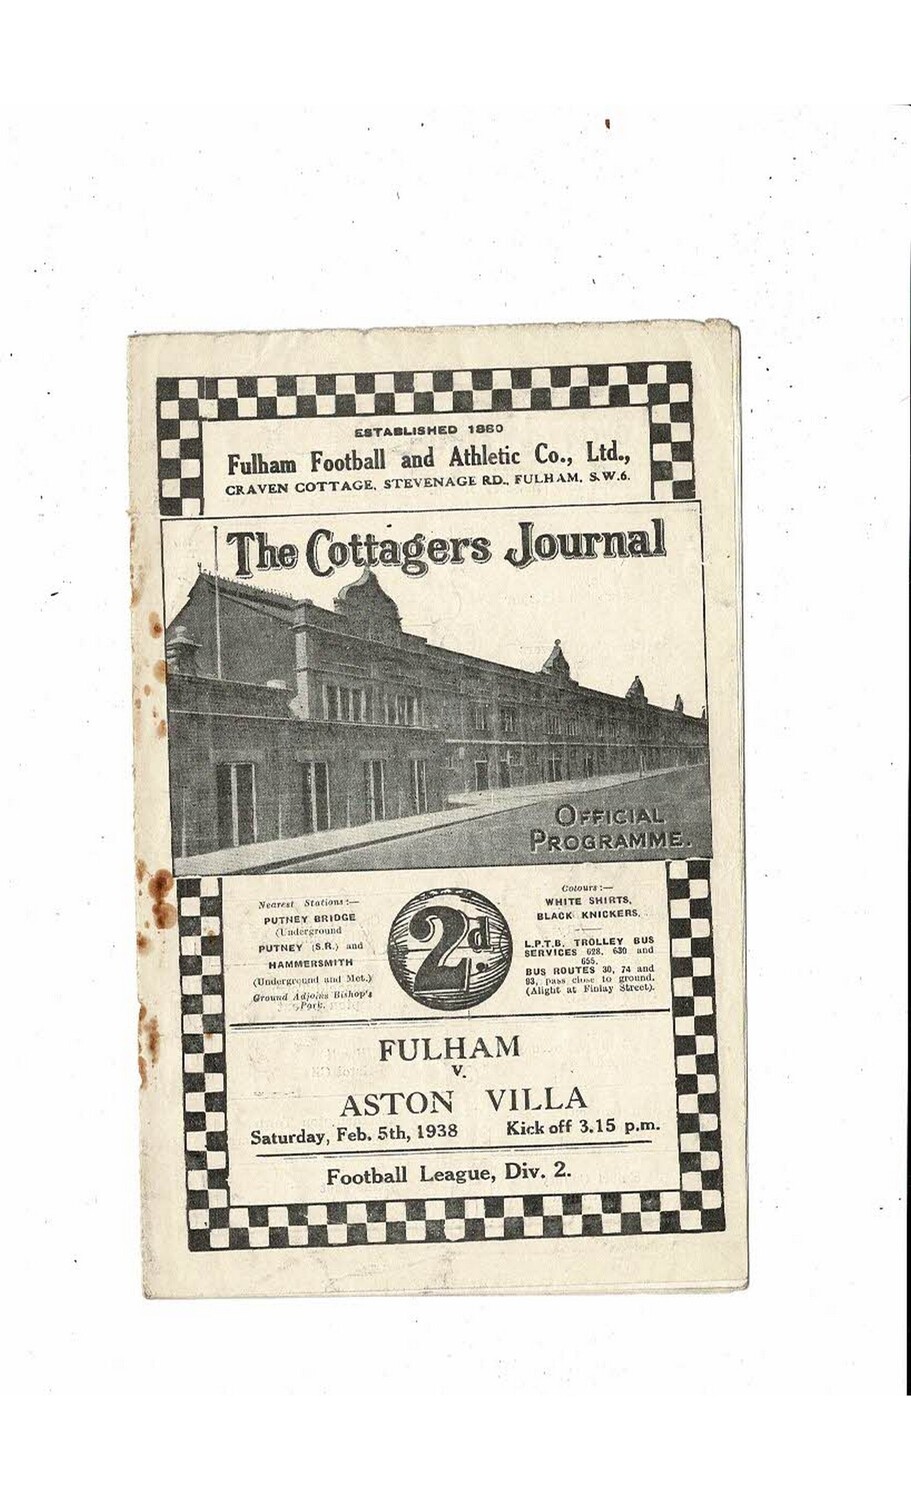 ESTABLISHED 1880
Fulham Football and Athletic Co., Ltd.,
CRAVEN COTTAGE, STEVENAGE RD., FULHAM, S.W.6.
The Cottagers Journal
OFFICIAL
PROGRAMME.
Nearest Stations:—
PUTNEY BRIDGE
(Underground
PUTNEY (S.R.) and
HAMMERSMITH
(Underground and Met.)
Ground Adjoins Bishop's
Park.
2d.
Colours:—
WHITE SHIRTS,
BLACK KNICKERS.
L.P.T.B. TROLLEY BUS
SERVICES 628, 630 and
655.
BUS ROUTES 30, 74 and
93, pass close to ground.
(Alight at Finlay Street).
FULHAM
v.
ASTON VILLA
Saturday, Feb. 5th, 1938 Kick off 3.15 p.m.
Football League, Div. 2.